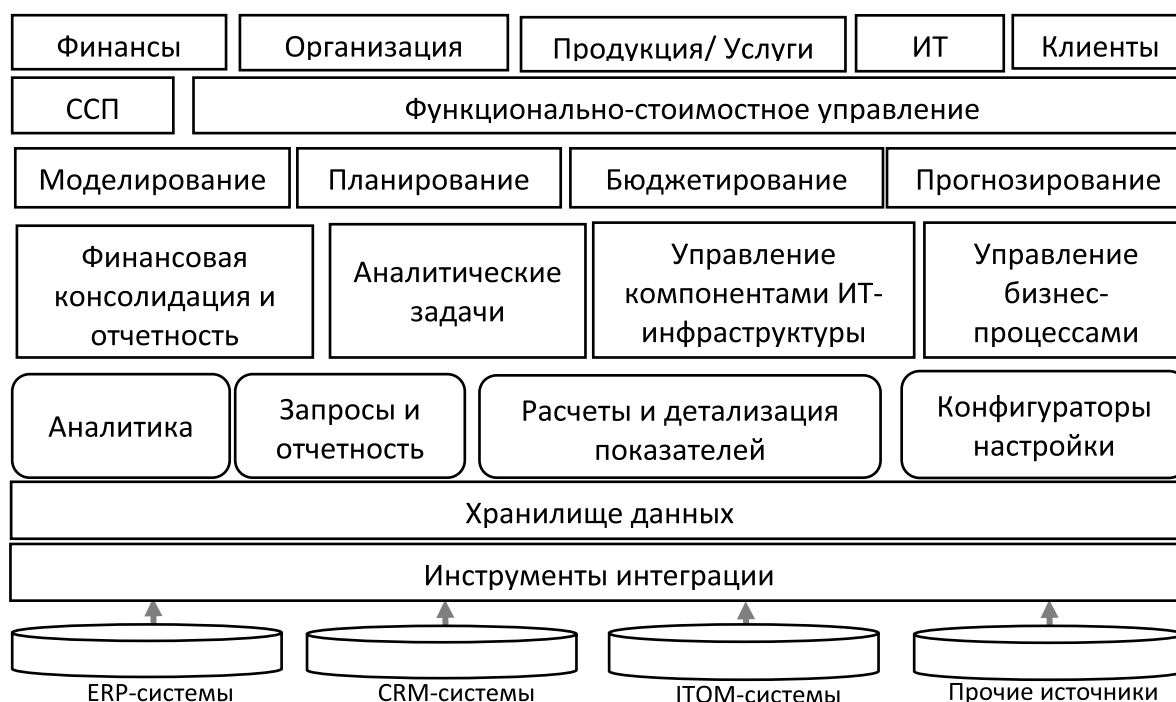 Финансы
Организация
Продукция/ Услуги
ИТ
Клиенты
ССП
Функционально-стоимостное управление
Моделирование
Планирование
Бюджетирование
Прогнозирование
Финансовая
консолидация и
отчетность
Аналитические
задачи
Управление
компонентами ИТ-
инфраструктуры
Управление
бизнес-
процессами
Аналитика
Запросы и
отчетность
Расчеты и детализация
показателей
Конфигураторы
настройки
Хранилище данных
Инструменты интеграции
ERP-системы
CRM-системы
ITOM-системы
Прочие источники